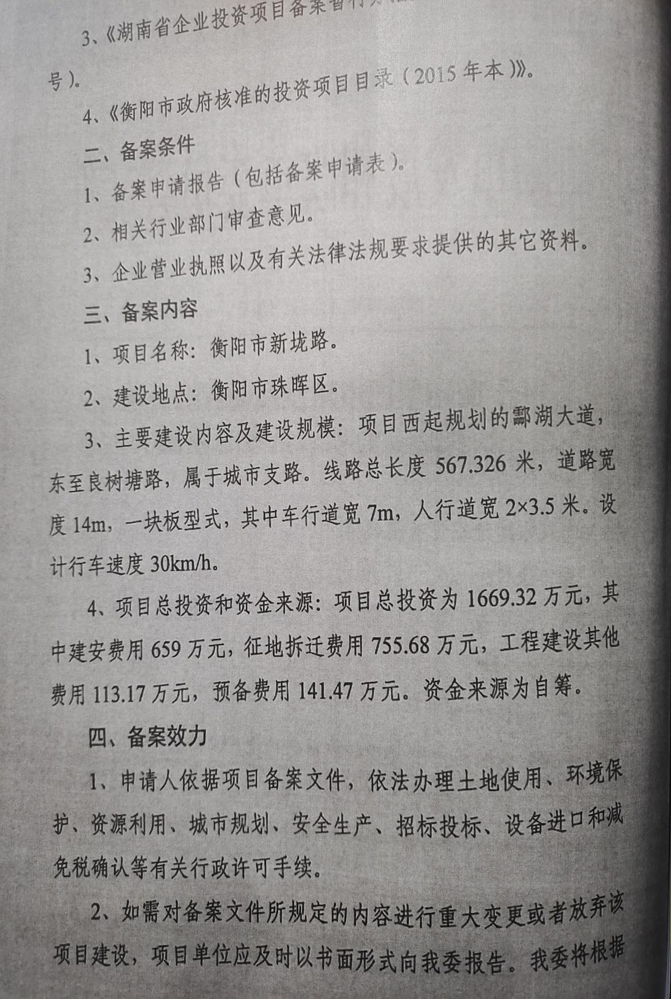 3、《湖南省企业投资项目备案暂行办
号）。
4、《衡阳市政府核准的投资项目目录（2015 年本）》。
二、备案条件
1、备案申请报告（包括备案申请表）。
2、相关行业部门审查意见。
3、企业营业执照以及有关法律法规要求提供的其它资料。
三、备案内容
1、项目名称：衡阳市新垅路。
2、建设地点：衡阳市珠晖区。
3、主要建设内容及建设规模：项目西起规划的酃湖大道，
东至良树塘路，属于城市支路。线路总长度 567.326 米，道路宽
度 14m，一块板型式，其中车行道宽 7m，人行道宽 2×3.5 米。设
计行车速度 30km/h。
4、项目总投资和资金来源：项目总投资为 1669.32 万元，其
中建安费用 659 万元，征地拆迁费用 755.68 万元，工程建设其他
费用 113.17 万元，预备费用 141.47 万元。资金来源为自筹。
四、备案效力
1、申请人依据项目备案文件，依法办理土地使用、环境保
护、资源利用、城市规划、安全生产、招标投标、设备进口和减
免税确认等有关行政许可手续。
2、如需对备案文件所规定的内容进行重大变更或者放弃该
项目建设，项目单位应及时以书面形式向我委报告。我委将根据